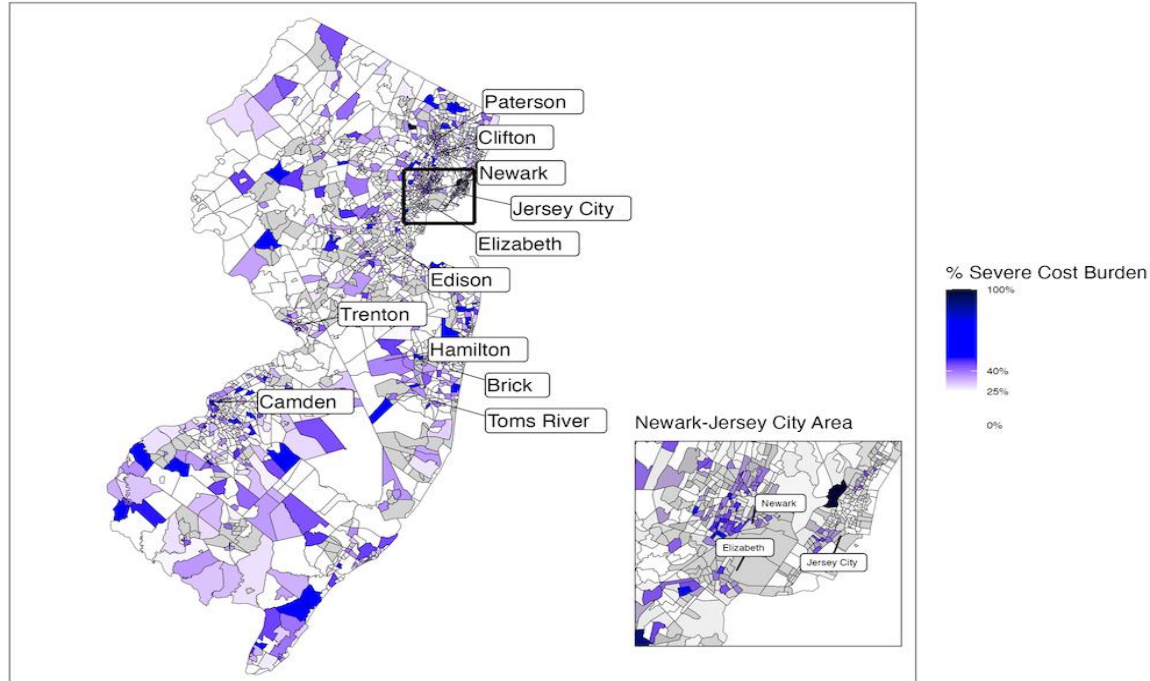 Paterson
Clifton
Newark
Jersey City
Elizabeth
Edison
Trenton
Hamilton
Brick
Camden
Toms River
% Severe Cost Burden
100%
40%
25%
0%
Newark-Jersey City Area
Newark
Elizabeth
Jersey City